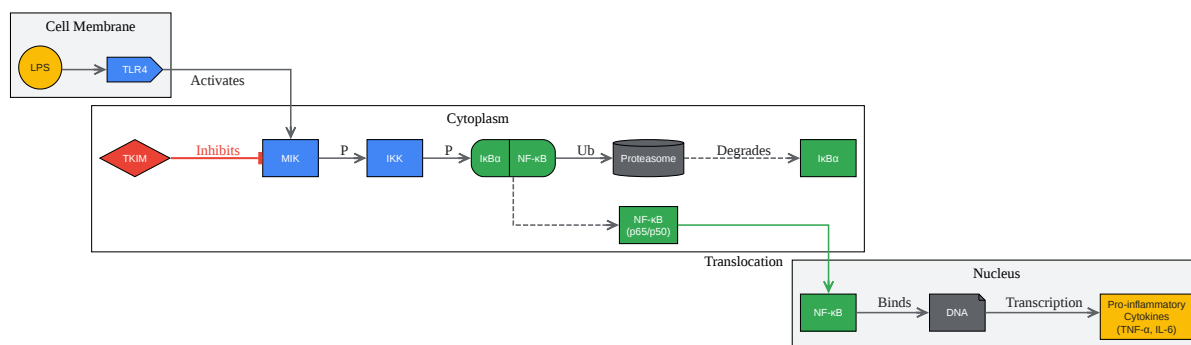 Cell Membrane
LPS
TLR4
Activates
Cytoplasm
TKIM
Inhibits
MIK
P
IKK
P
IκBα
NF-κB
Ub
Proteasome
Degrades
IκBα
NF-κB
(p65/p50)
Translocation
Nucleus
NF-κB
Binds
DNA
Transcription
Pro-inflammatory
Cytokines
(TNF-α, IL-6)